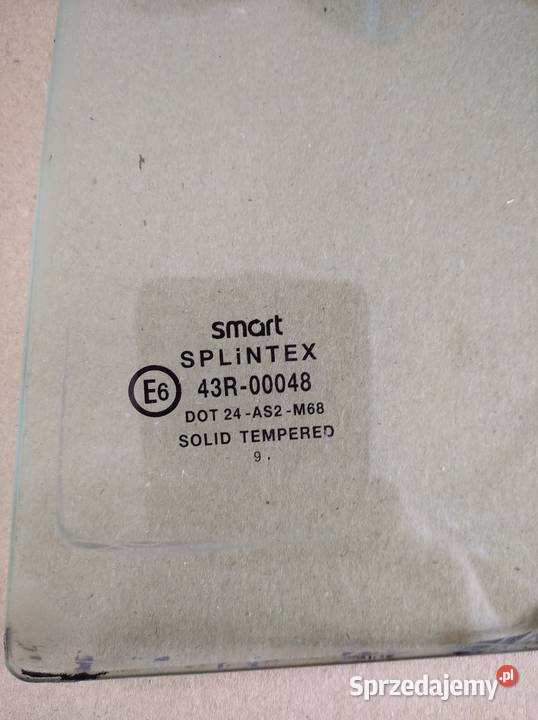 smart
SPLiNTEX
E6 43R-00048
DOT 24-AS2-M68
SOLID TEMPERED
9 .
Sprzedajemy.pl